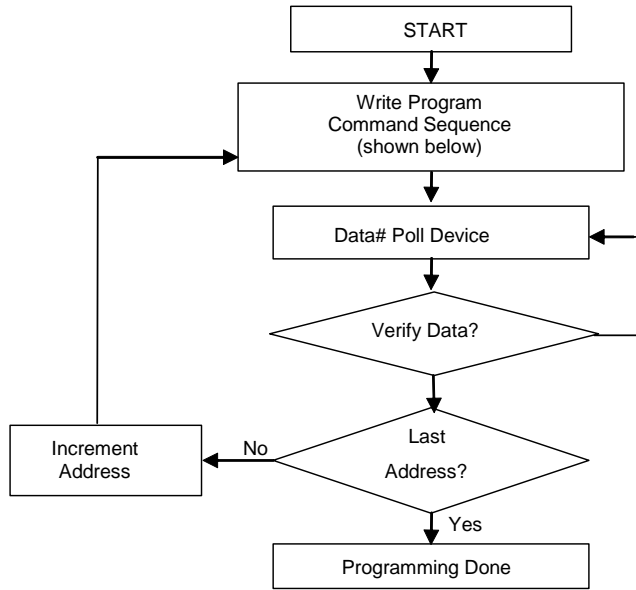 START
Write Program
Command Sequence
(shown below)
Data# Poll Device
Verify Data?
Last
Address?
No
Increment
Address
Yes
Programming Done